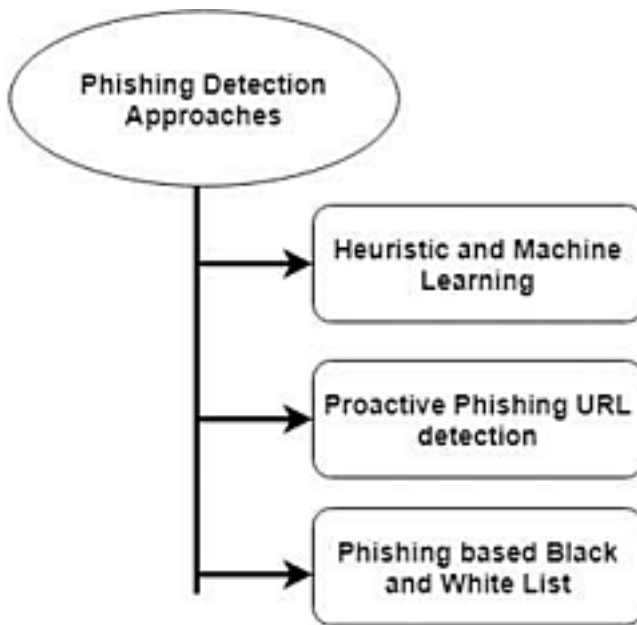 Phishing Detection
Approaches
Heuristic and Machine
Learning
Proactive Phishing URL
detection
Phishing based Black
and White List